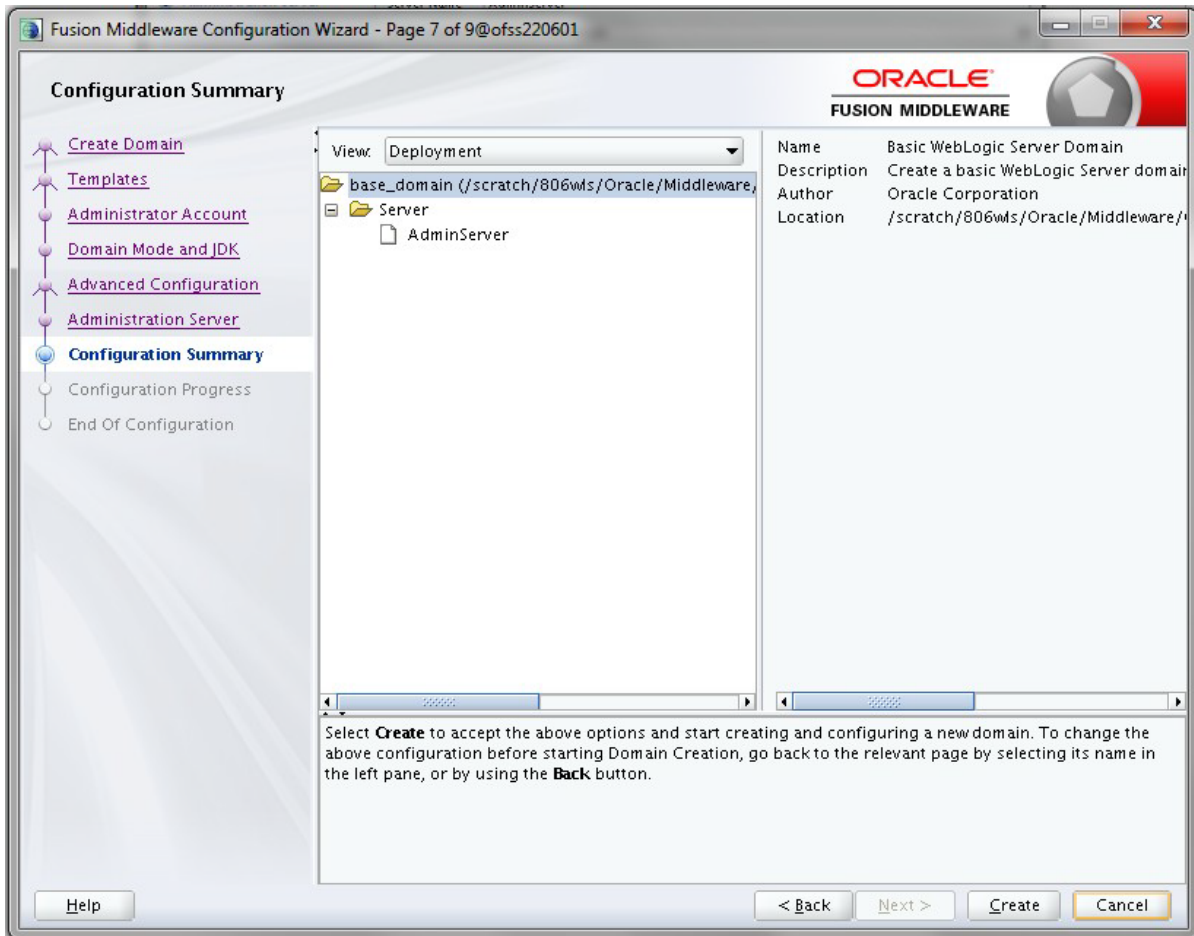 Fusion Middleware Configuration Wizard - Page 7 of 9@ofss220601
Configuration Summary
ORACLE
FUSION MIDDLEWARE
Create Domain
Templates
Administrator Account
Domain Mode and JDK
Advanced Configuration
Administration Server
Configuration Summary
Configuration Progress
End Of Configuration
View: Deployment
base_domain (/scratch/806wls/Oracle/Middleware,
Server
AdminServer
Name Basic WebLogic Server Domain
Description Create a basic WebLogic Server domain
Author Oracle Corporation
Location /scratch/806wls/Oracle/Middleware/
Select Create to accept the above options and start creating and configuring a new domain. To change the
above configuration before starting Domain Creation, go back to the relevant page by selecting its name in
the left pane, or by using the Back button.
Help
< Back
Next >
Create
Cancel